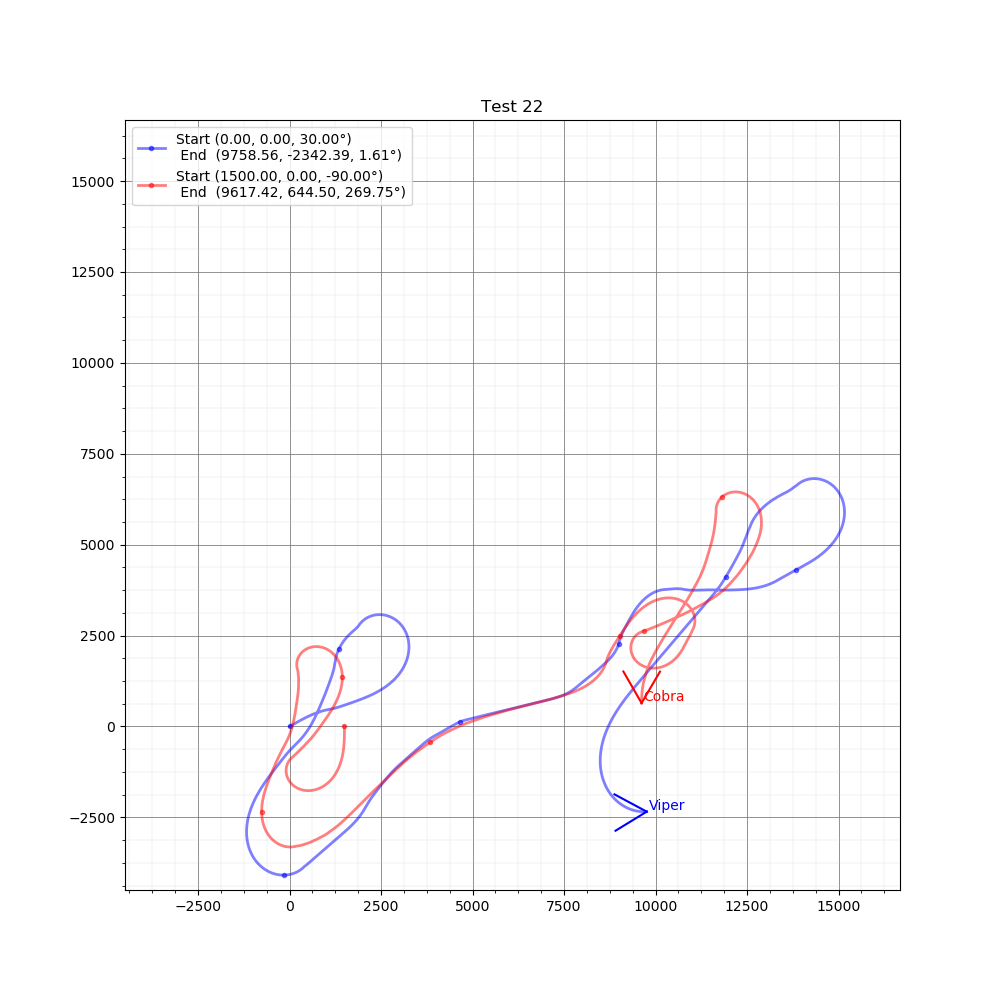 Test 22
Start (0.00, 0.00, 30.00°)
End  (9758.56, -2342.39, 1.61°)
Start (1500.00, 0.00, -90.00°)
End  (9617.42, 644.50, 269.75°)
15000
12500
10000
7500
5000
2500
0
−2500
Cobra
Viper
−2500 0 2500 5000 7500 10000 12500 15000